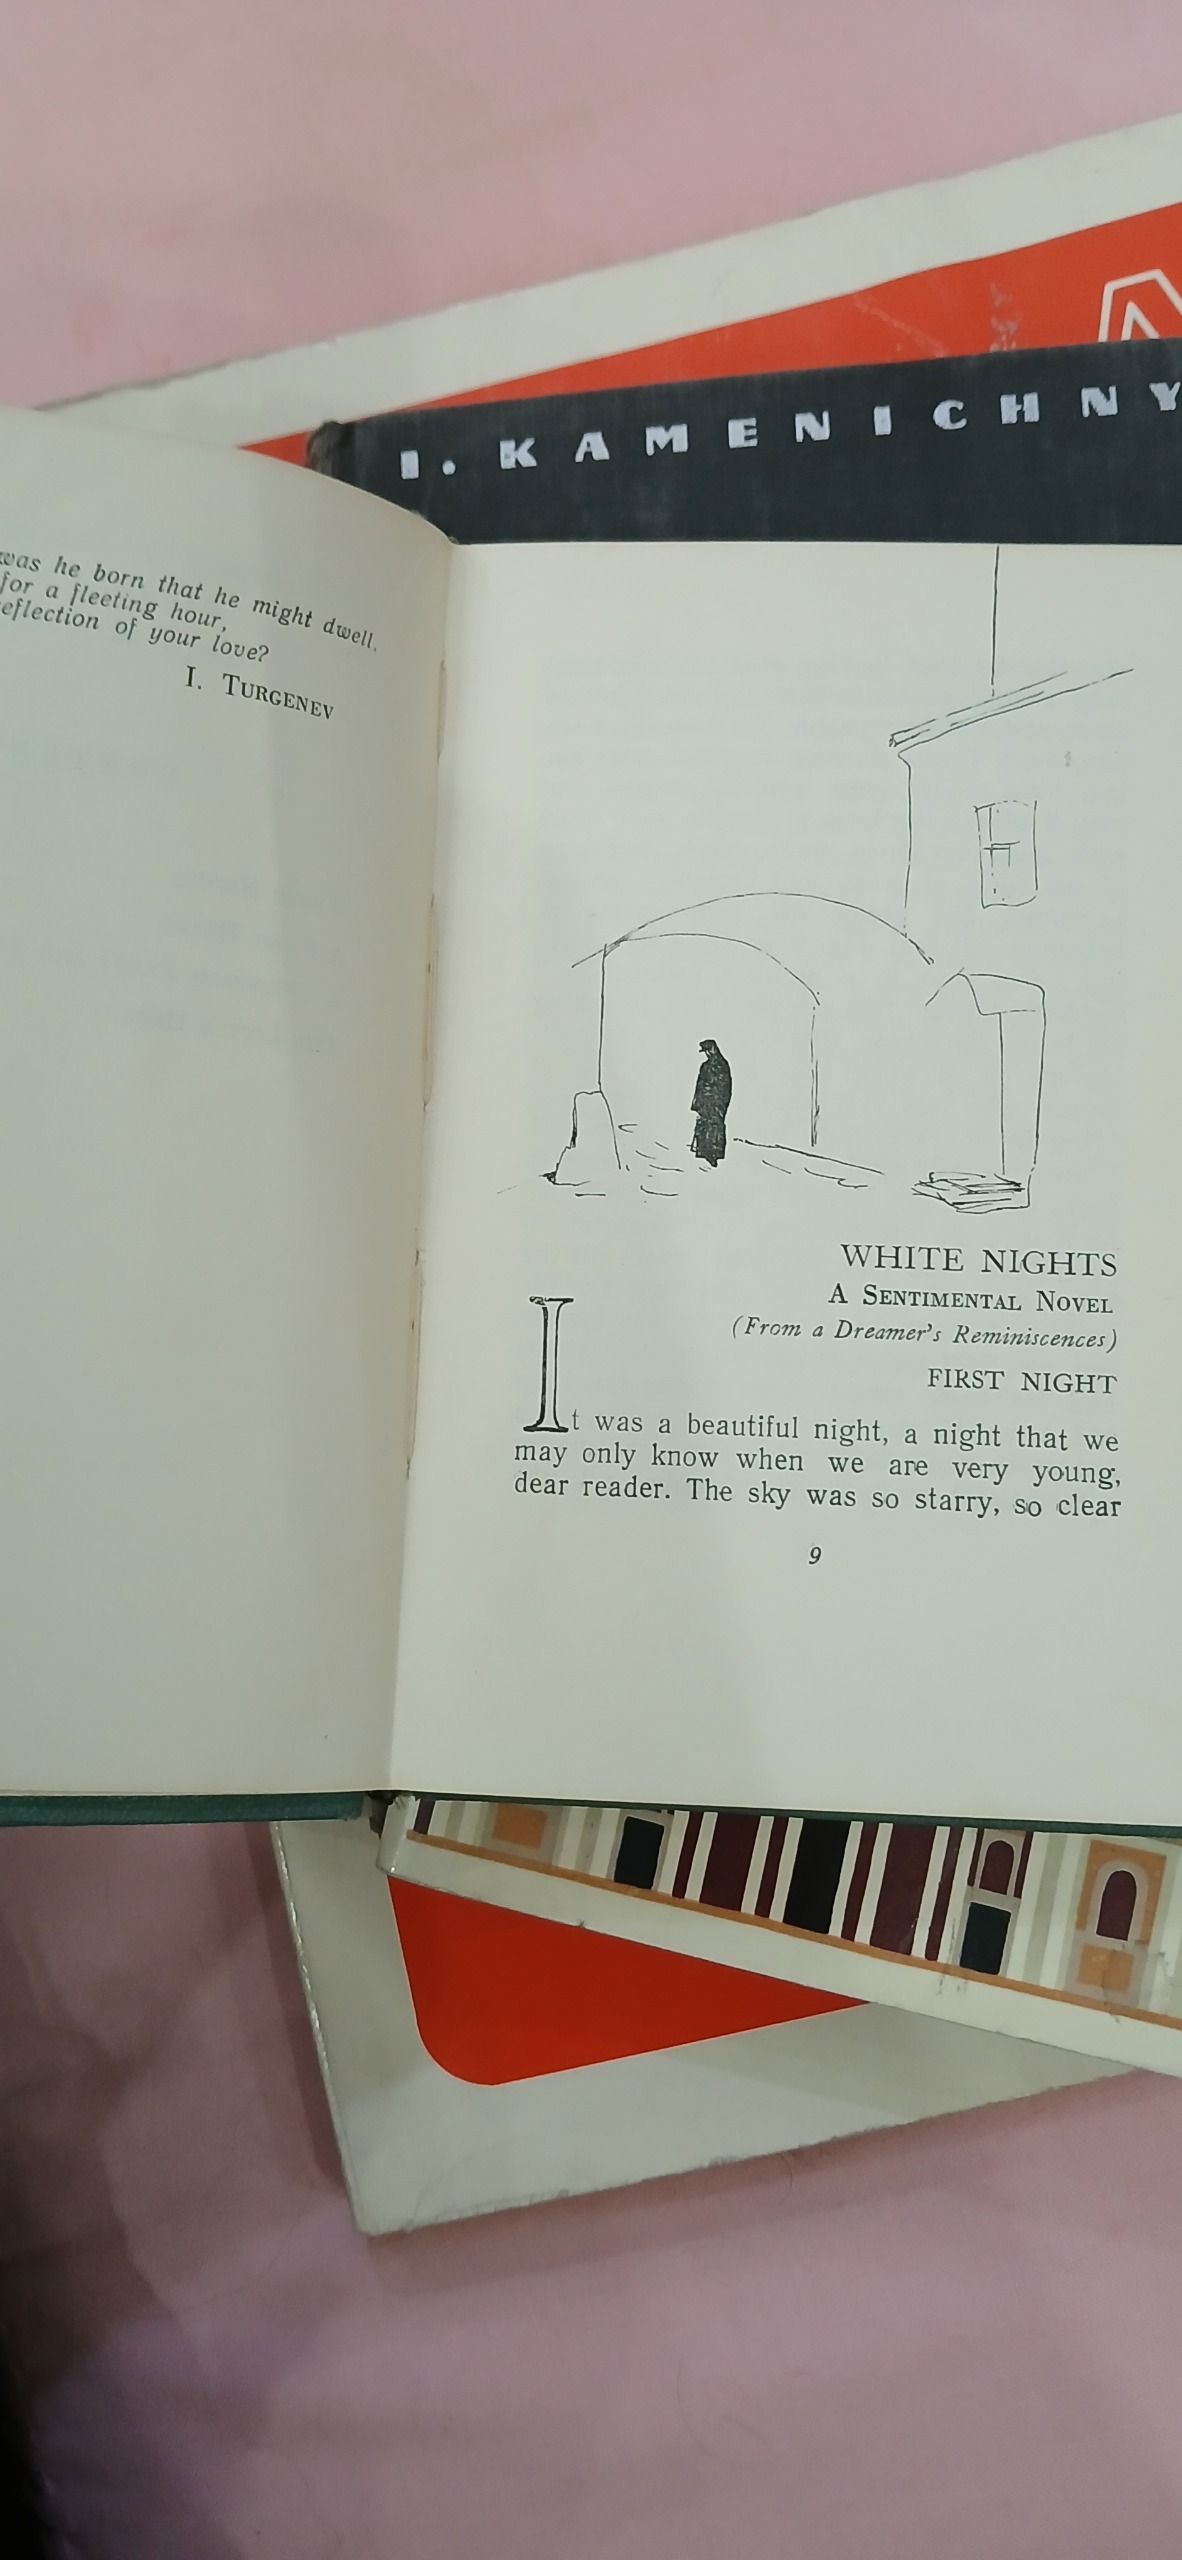 I. KAMENICHNY
was he born that he might dwell,
for a fleeting hour,
reflection of your love?
I. TURGENEV
WHITE NIGHTS
A SENTIMENTAL NOVEL
(From a Dreamer's Reminiscences)
FIRST NIGHT
It was a beautiful night, a night that we
may only know when we are very young,
dear reader. The sky was so starry, so clear
9